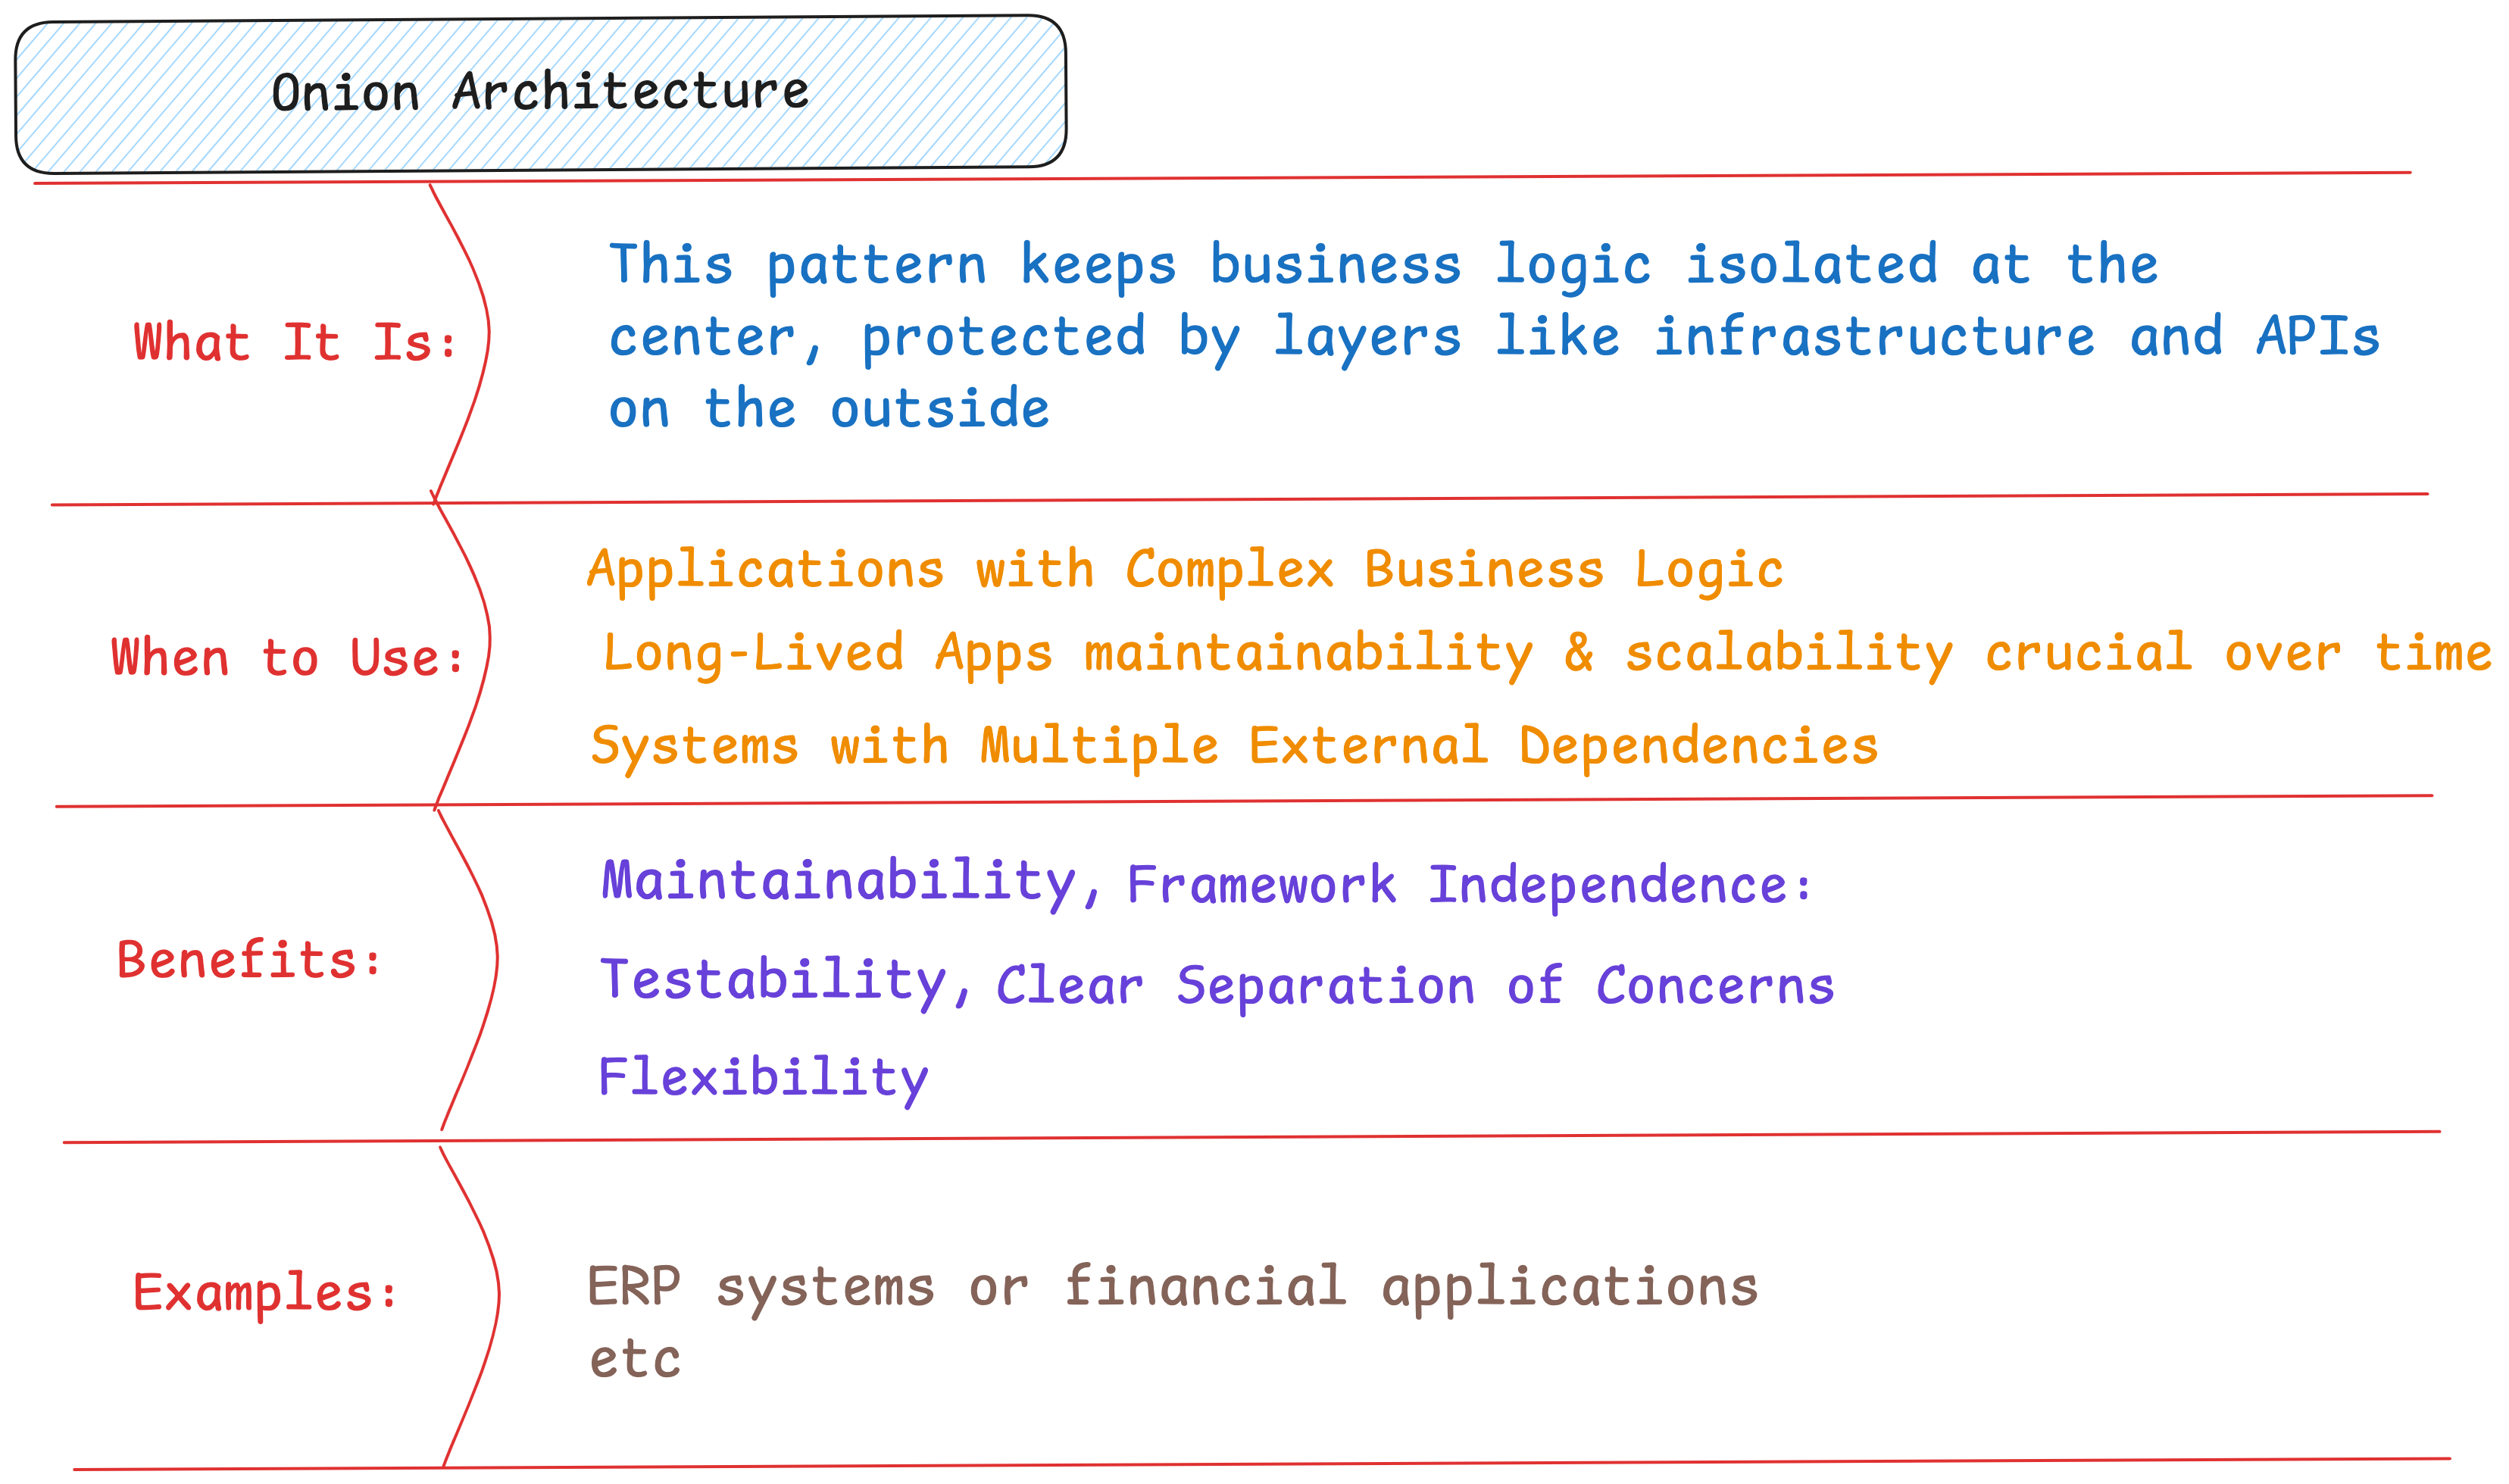 Onion Architecture
What It Is:
This pattern keeps business logic isolated at the
center, protected by layers like infrastructure and APIs
on the outside
When to Use:
Applications with Complex Business Logic
Long-Lived Apps maintainability & scalability crucial over time
Systems with Multiple External Dependencies
Benefits:
Maintainability, Framework Independence:
Testability, Clear Separation of Concerns
Flexibility
Examples:
ERP systems or financial applications
etc